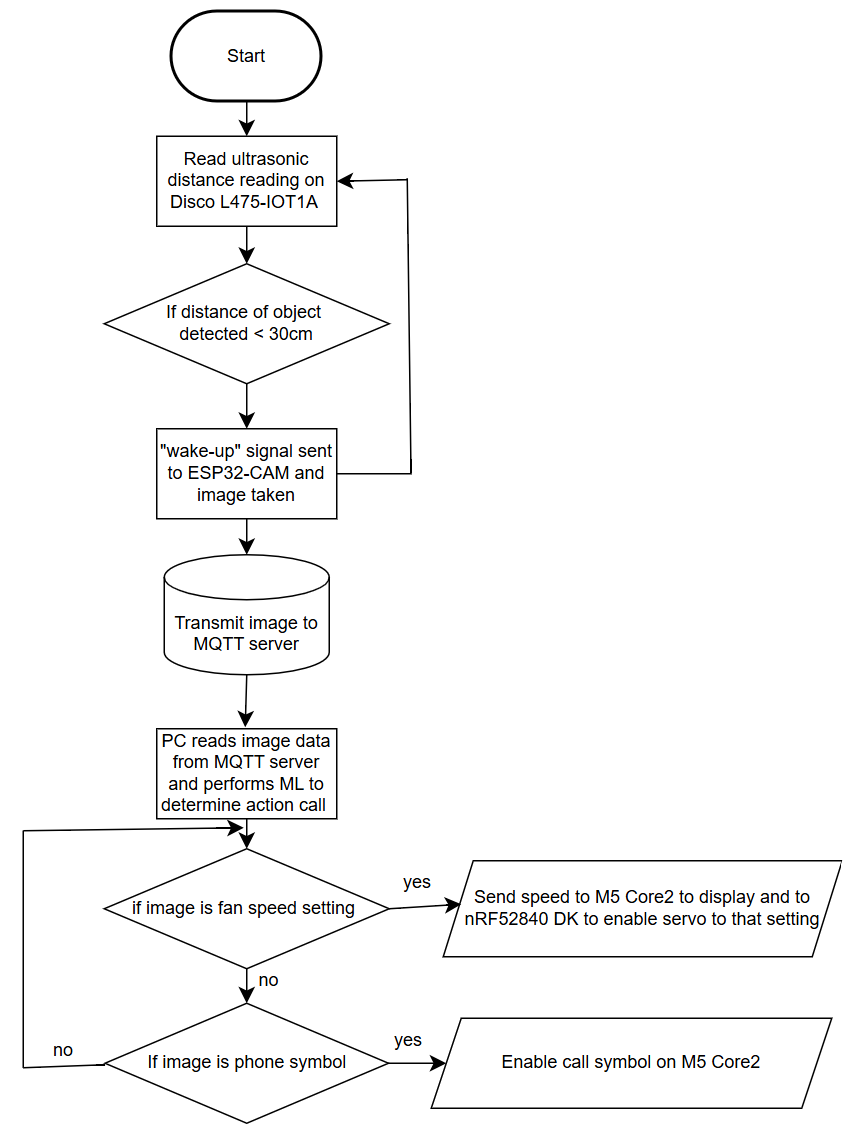 Start
Read ultrasonic
distance reading on
Disco L475-IOT1A
If distance of object
detected < 30cm
"wake-up" signal sent
to ESP32-CAM and
image taken
Transmit image to
MQTT server
PC reads image data
from MQTT server
and performs ML to
determine action call
if image is fan speed setting
yes
Send speed to M5 Core2 to display and to
nRF52840 DK to enable servo to that setting
no
If image is phone symbol
yes
Enable call symbol on M5 Core2
no